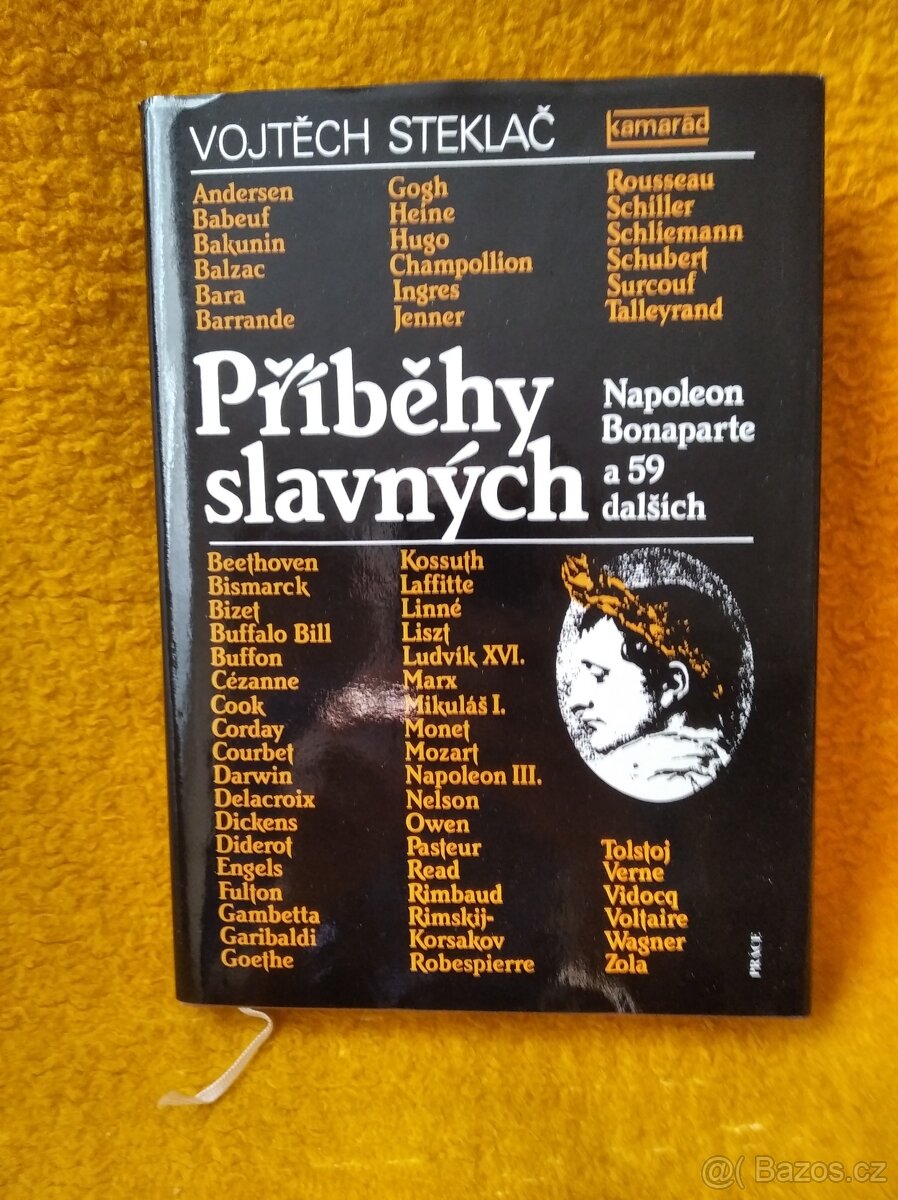 VOJTĚCH STEKLAČ
kamarád
Andersen
Babeuf
Bakunin
Balzac
Bara
Barrande
Gogh
Heine
Hugo
Champollion
Ingres
Jenner
Rousseau
Schiller
Schliemann
Schubert
Surcouf
Talleyrand
Příběhy
slavných
Napoleon
Bonaparte
a 59
dalších
Beethoven
Bismarck
Bizet
Buffalo Bill
Buffon
Cézanne
Cook
Corday
Courbet
Darwin
Delacroix
Dickens
Diderot
Engels
Fulton
Gambetta
Garibaldi
Goethe
Kossuth
Laffitte
Linné
Liszt
Ludvík XVI.
Marx
Mikuláš I.
Monet
Mozart
Napoleon III.
Nelson
Owen
Pasteur
Read
Rimbaud
Rimskij-
Korsakov
Robespierre
Tolstoj
Verne
Vidocq
Voltaire
Wagner
Zola
PRÁCE
@( Bazos.cz